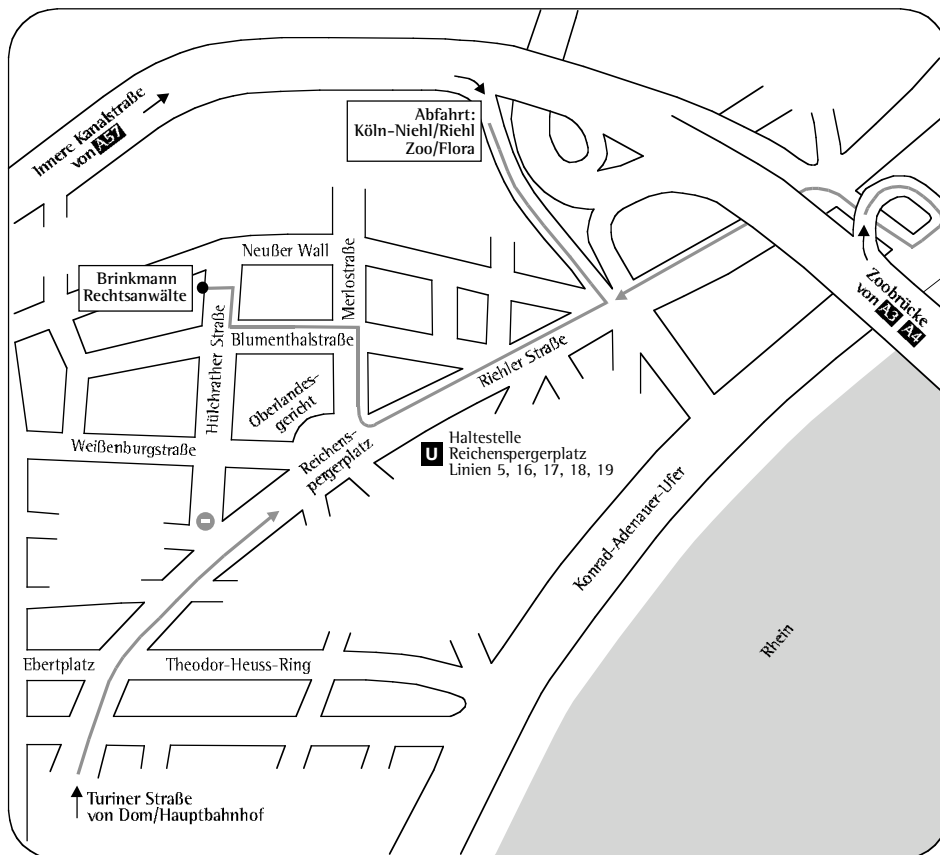 Innere Kanalstraße
von A57
Abfahrt:
Köln-Niehl/Riehl
Zoo/Flora
Neußer Wall
Merlostraße
Brinkmann
Rechtsanwälte
Hülchrather Straße
Blumenthalstraße
Zoobrücke
von A3 A4
Riehler Straße
Oberlandes-
gericht
Weißenburgstraße
Reichens-
pergerplatz
U
Haltestelle
Reichenspergerplatz
Linien 5, 16, 17, 18, 19
Konrad-Adenauer-Ufer
Rhein
Ebertplatz
Theodor-Heuss-Ring
Turiner Straße
von Dom/Hauptbahnhof